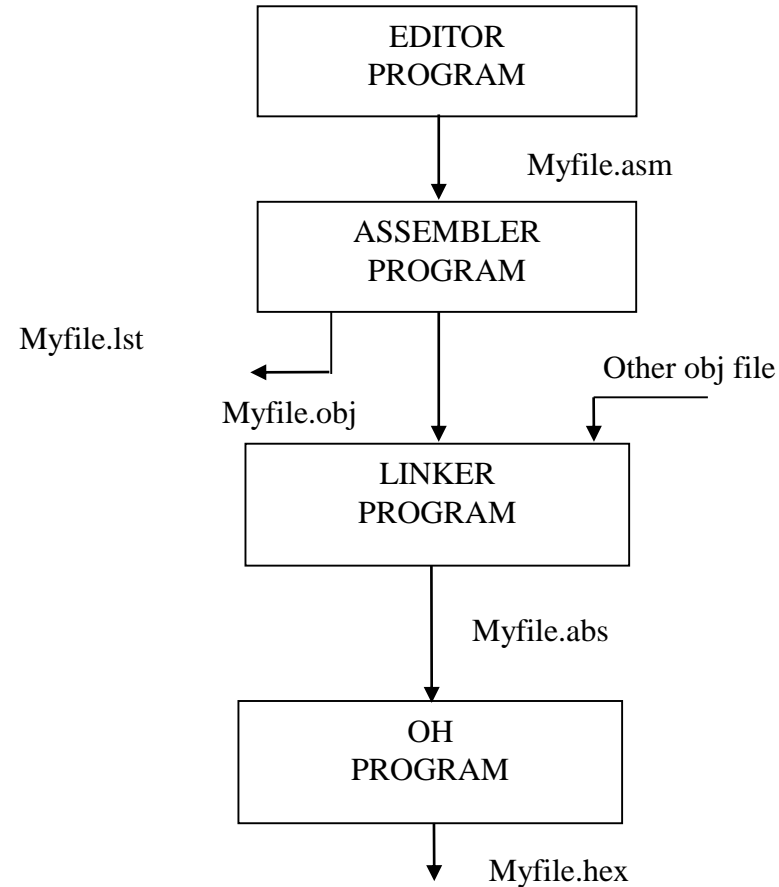 EDITOR
PROGRAM
Myfile.asm
ASSEMBLER
PROGRAM
Myfile.lst
Other obj file
Myfile.obj
LINKER
PROGRAM
Myfile.abs
OH
PROGRAM
Myfile.hex